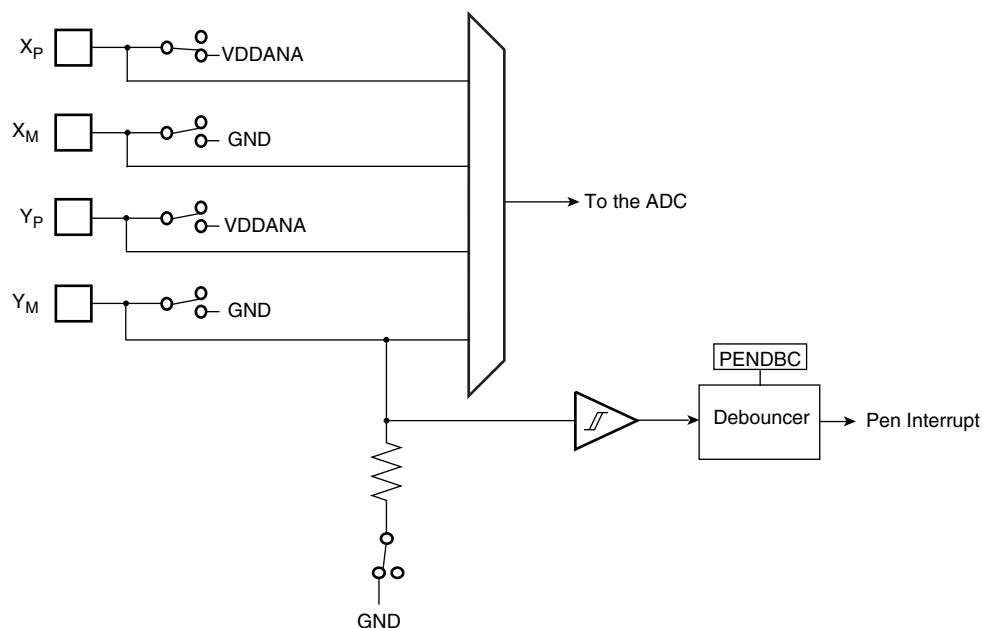 XP
VDDANA
XM
GND
To the ADC
YP
VDDANA
YM
GND
PENDBC
Debouncer
Pen Interrupt
GND